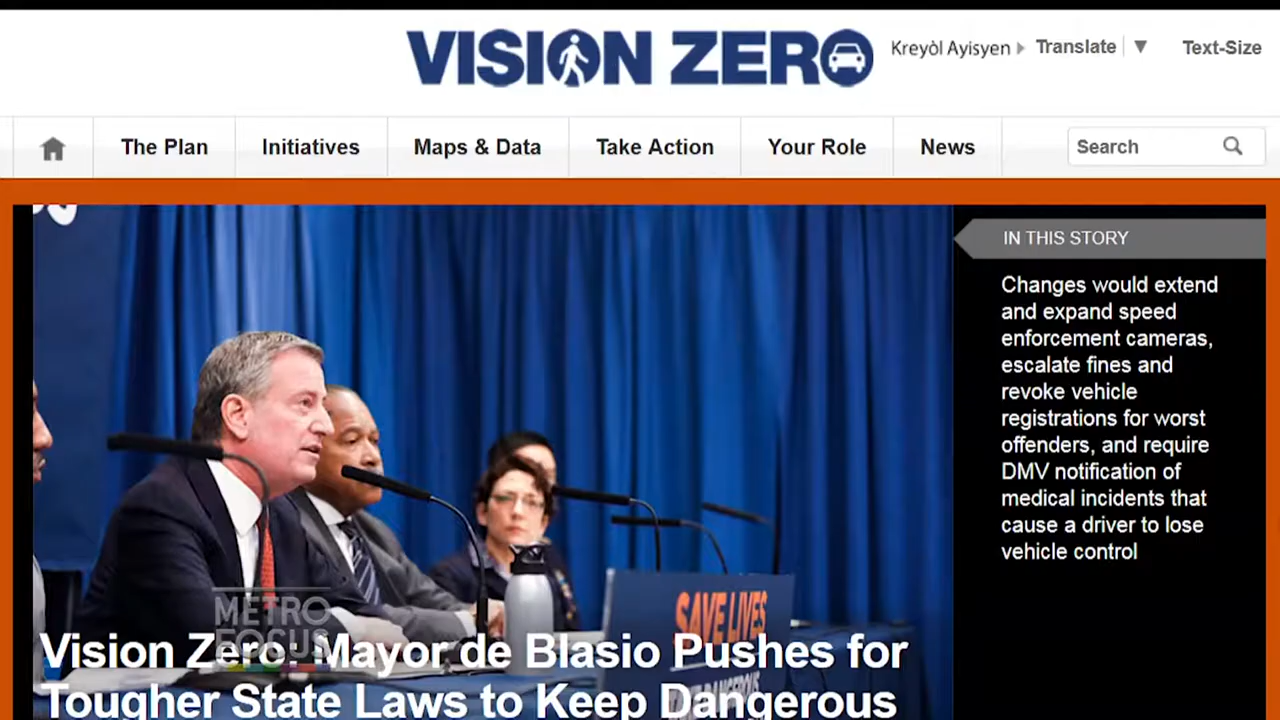 VISION ZERO
Kreyòl Ayisyen
Translate
Text-Size
The Plan
Initiatives
Maps & Data
Take Action
Your Role
News
Search
IN THIS STORY
Changes would extend
and expand speed
enforcement cameras,
escalate fines and
revoke vehicle
registrations for worst
offenders, and require
DMV notification of
medical incidents that
cause a driver to lose
vehicle control
SAVE LIVES
DANGEROUS
METRO
FOCUS
Vision Zero: Mayor de Blasio Pushes for
Tougher State Laws to Keep Dangerous